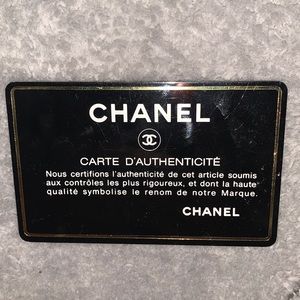 CHANEL
CARTE D'AUTHENTICITÉ
Nous certifions l'authenticité de cet article soumis
aux contrôles les plus rigoureux, et dont la haute
qualité symbolise le renom de notre Marque.
CHANEL